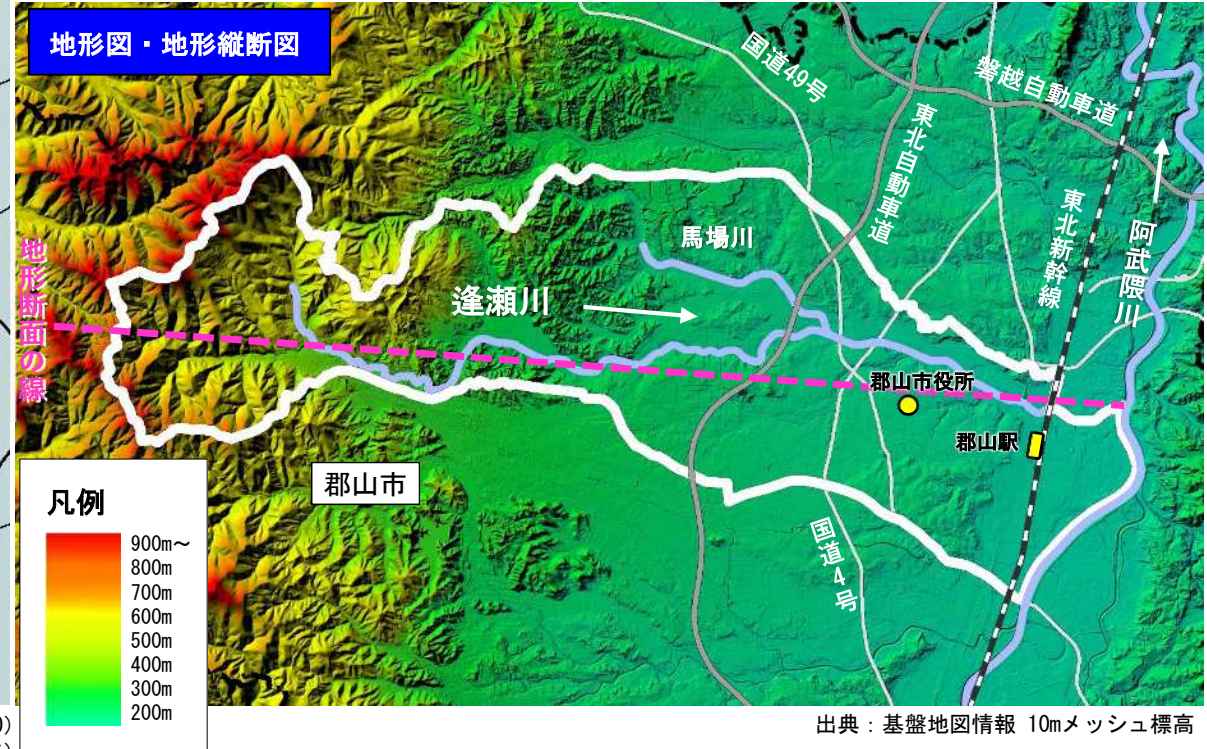 地形図・地形縦断図
国道49号
磐越自動車道
東北自動車道
東北新幹線
阿武隈川
馬場川
逢瀬川
地形断面の線
郡山市役所
郡山駅
郡山市
国道4号
凡例
900m～
800m
700m
600m
500m
400m
300m
200m
出典：基盤地図情報 10mメッシュ標高